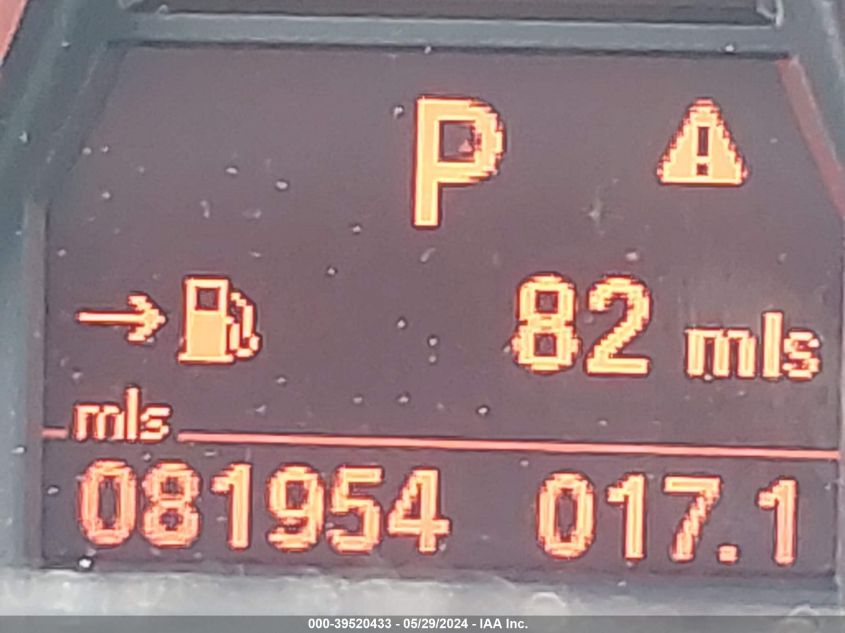 P
82 mls
mls
081954 017.1
000-39520433 - 05/29/2024 - IAA Inc.